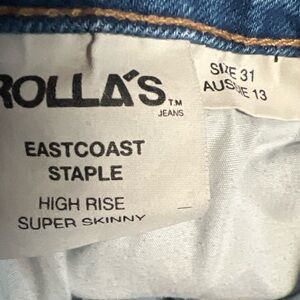 ROLLA'S TM
JEANS
EASTCOAST
STAPLE
HIGH RISE
SUPER SKINNY
SIZE 31
AUSSIE 13